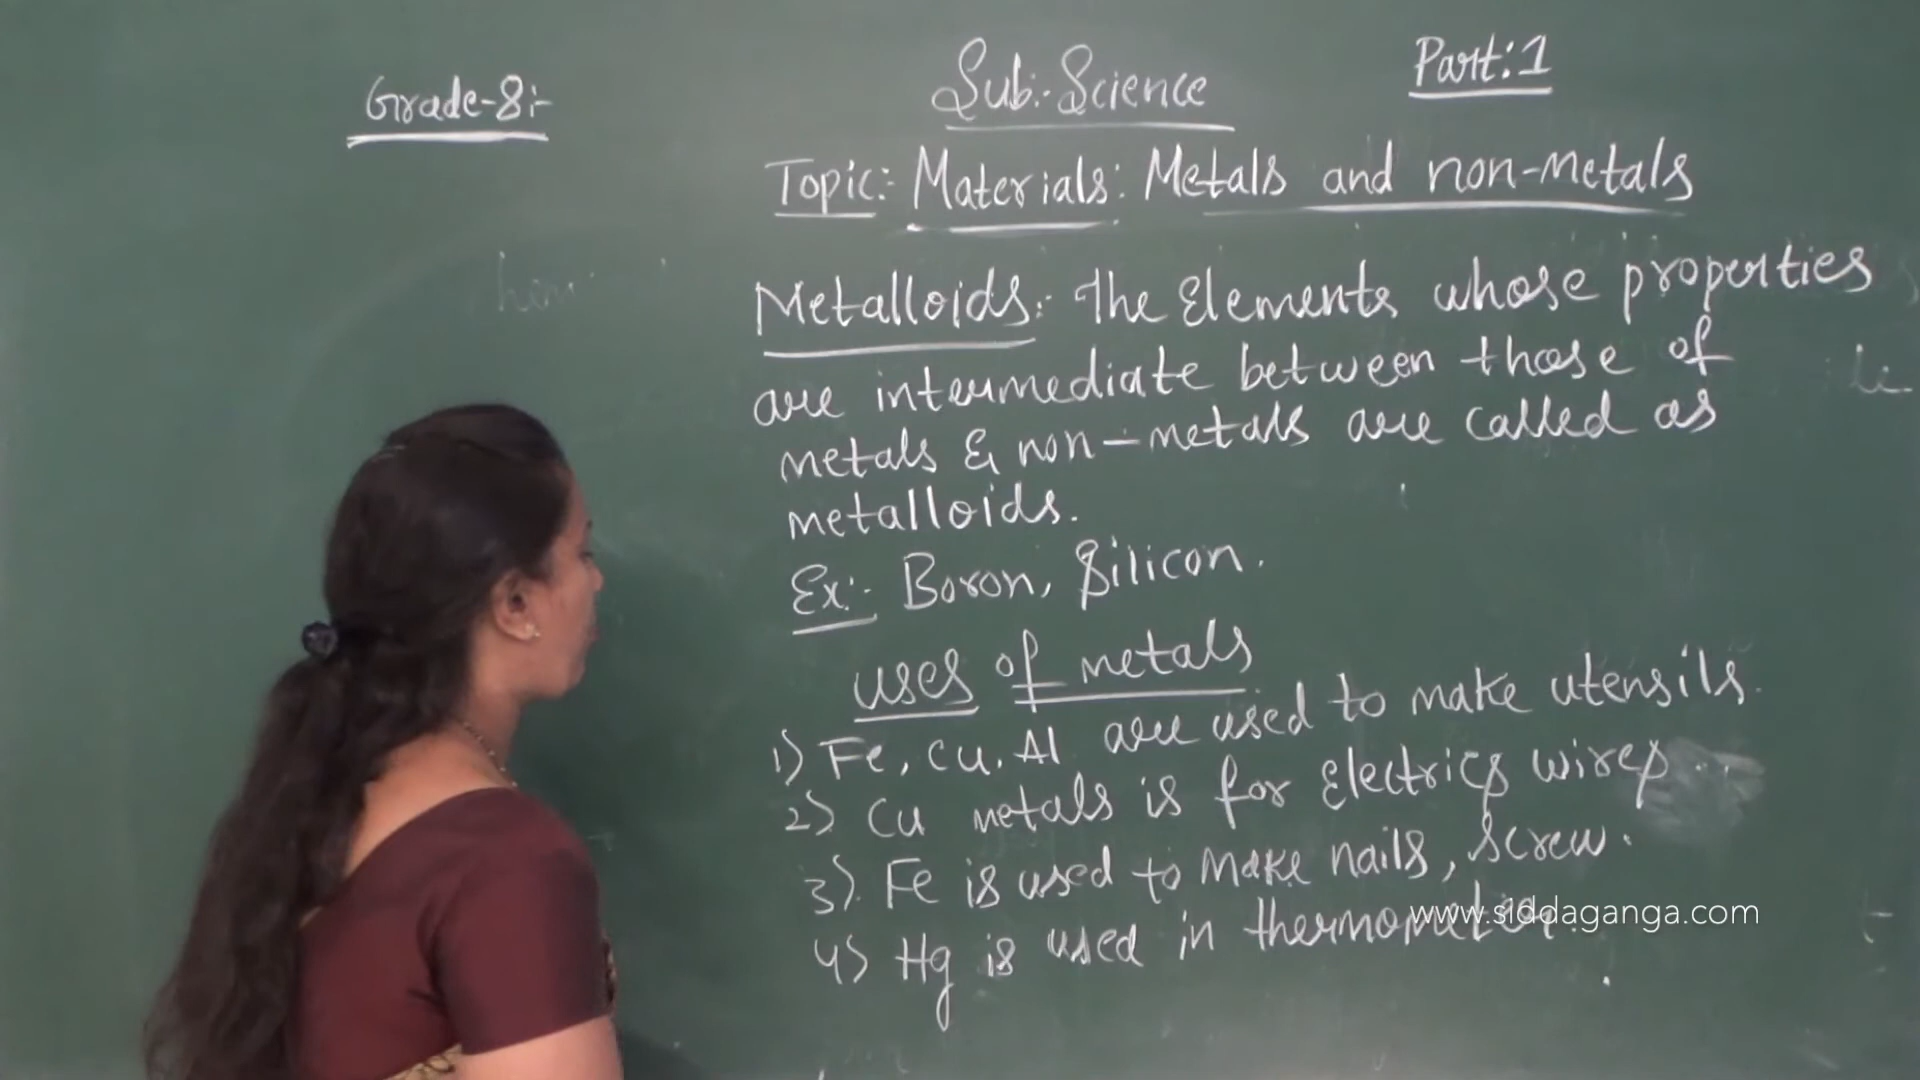 Grade-8:-
Sub:-Science
Part:1
Topic:- Materials: Metals and non-metals
Metalloids:- The Elements whose properties
are intermediate between those of
metals & non-metals are called as
metalloids.
Ex:- Boron, Silicon.
uses of metals
1) Fe, Cu, Al are used to make utensils.
2) Cu metals is for Electrics wires..
3) Fe is used to make nails, screw.
4) Hg is used in thermometer.
www.siddaganga.com